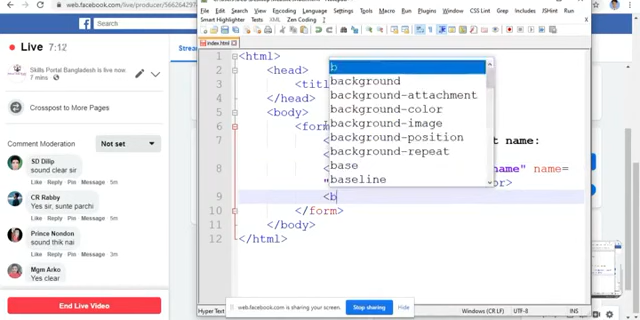 web.facebook.com/live/producer/566264297
Facebook
Live 7:12
Skills Portal Bangladesh is live now
7 mins
Crosspost to More Pages
Comment Moderation
Not set
SD Dilip
sound clear sir
Like Reply Pin Message 5m
CR Rabby
Yes sir, sunte parchi
Like Reply Pin Message 5m
Prince Nondon
sound thik nai
Like Reply Pin Message 5m
Mgm Arko
Yes clear
Like Reply Pin Message
End Live Video
Strea
File Edit Search View Encoding Language Settings Tools Macro Run Plugins Window CSS Lint Gray Inspect Includes JSHint Run
Smart Highlighter Tests XML Zen Coding
index.html
1 <html>
2 <head>
3 <title
4 </head>
5 <body>
6 <form
7 < t name:
8 < name" name=
" or>
9 <b
10 </form>
11 </body>
12 </html>
b
background
background-attachment
background-color
background-image
background-position
background-repeat
base
baseline
web.facebook.com is sharing your screen.
Stop sharing
Hide
Hyper Text
Windows (CR LF)
UTF-8
INS